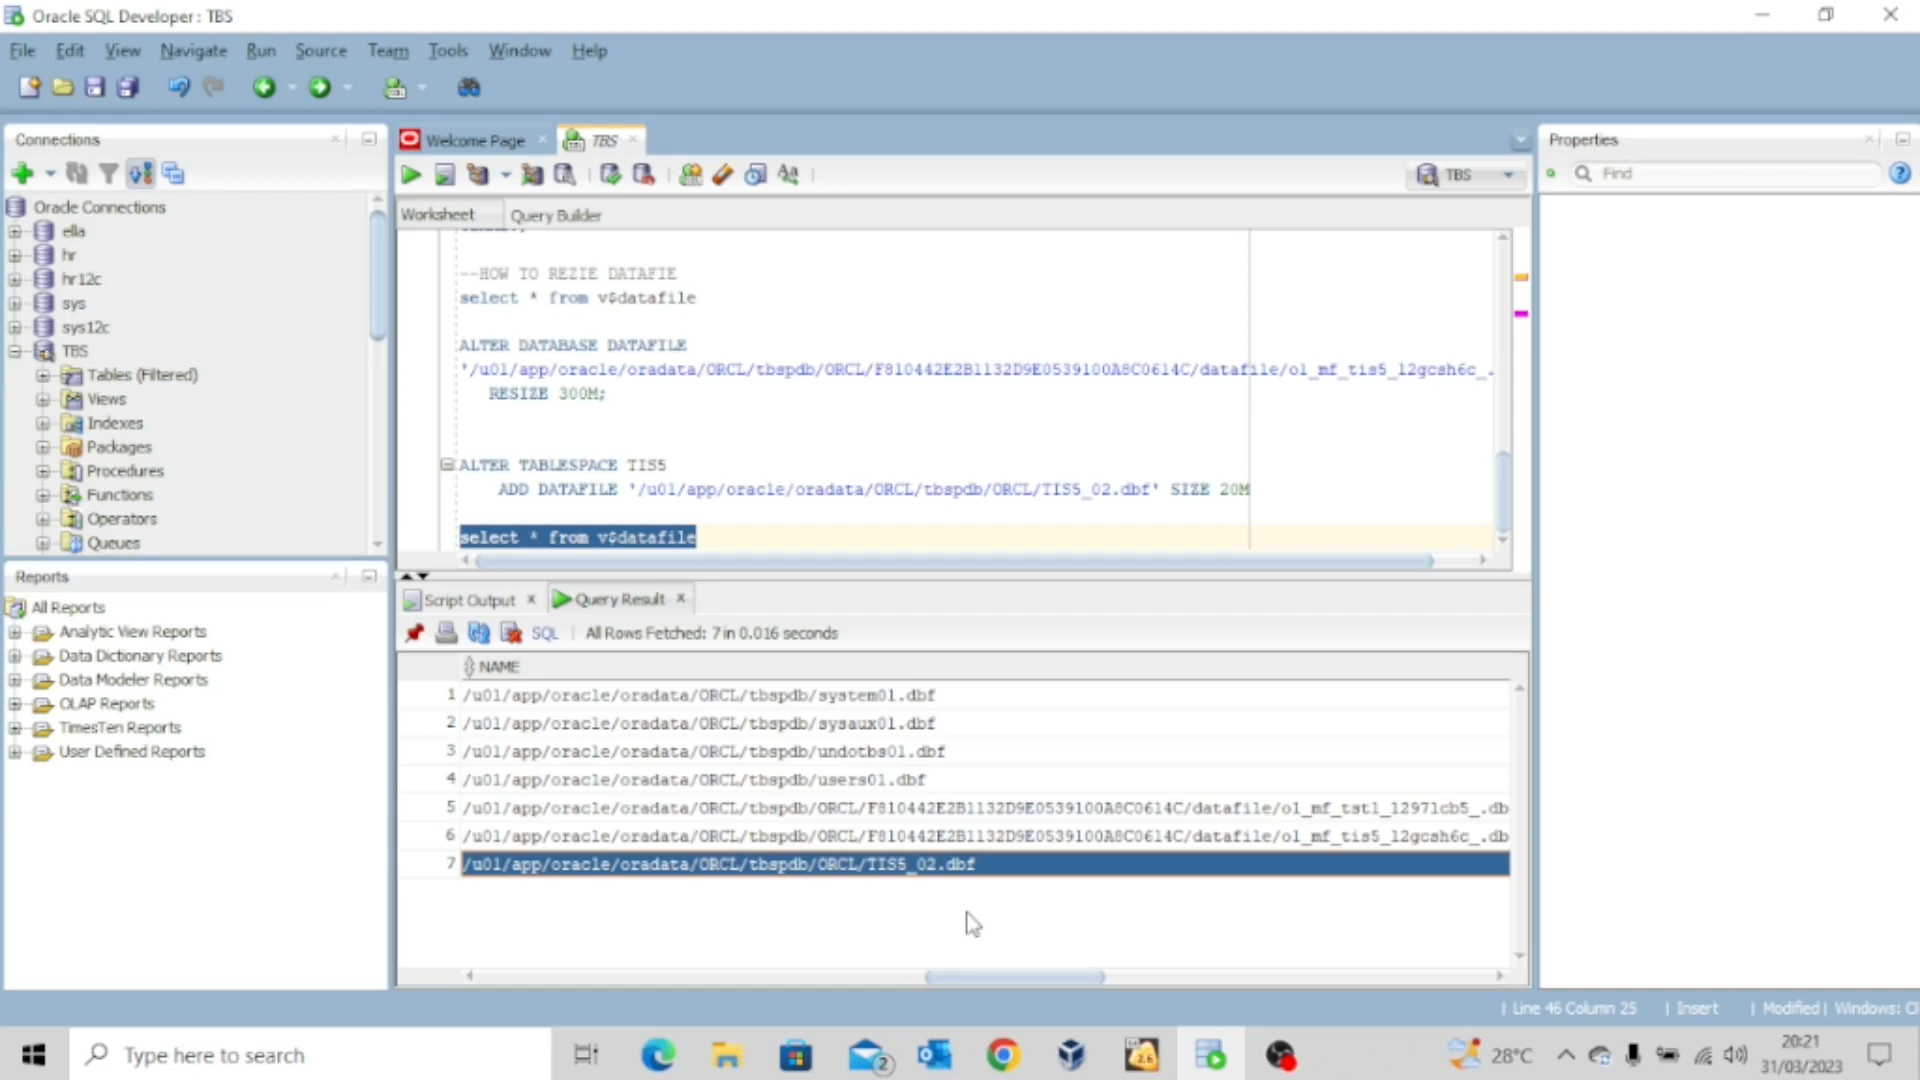 Oracle SQL Developer : TBS
File Edit View Navigate Run Source Team Tools Window Help
Connections
Oracle Connections
ella
hr
hr12c
sys
sys12c
TBS
Tables (Filtered)
Views
Indexes
Packages
Procedures
Functions
Operators
Queues
Reports
All Reports
Analytic View Reports
Data Dictionary Reports
Data Modeler Reports
OLAP Reports
TimesTen Reports
User Defined Reports
Welcome Page
TBS
TBS
Worksheet Query Builder
--HOW TO REZIE DATAFIE
select * from v$datafile
ALTER DATABASE DATAFILE
'/u01/app/oracle/oradata/ORCL/tbspdb/ORCL/F810442E2B1132D9E0539100A8C0614C/datafile/o1_mf_tis5_l2gcsh6c_.
RESIZE 300M;
ALTER TABLESPACE TIS5
ADD DATAFILE '/u01/app/oracle/oradata/ORCL/tbspdb/ORCL/TIS5_02.dbf' SIZE 20M
select * from v$datafile
Script Output Query Result
SQL All Rows Fetched: 7 in 0.016 seconds
NAME
1 /u01/app/oracle/oradata/ORCL/tbspdb/system01.dbf
2 /u01/app/oracle/oradata/ORCL/tbspdb/sysaux01.dbf
3 /u01/app/oracle/oradata/ORCL/tbspdb/undotbs01.dbf
4 /u01/app/oracle/oradata/ORCL/tbspdb/users01.dbf
5 /u01/app/oracle/oradata/ORCL/tbspdb/ORCL/F810442E2B1132D9E0539100A8C0614C/datafile/o1_mf_tst1_l297lcb5_.db
6 /u01/app/oracle/oradata/ORCL/tbspdb/ORCL/F810442E2B1132D9E0539100A8C0614C/datafile/o1_mf_tis5_l2gcsh6c_.db
7 /u01/app/oracle/oradata/ORCL/tbspdb/ORCL/TIS5_02.dbf
Properties
Find
Line 46 Column 25 | Insert | Modified | Windows: C
Type here to search
2
28°C
20:21
31/03/2023